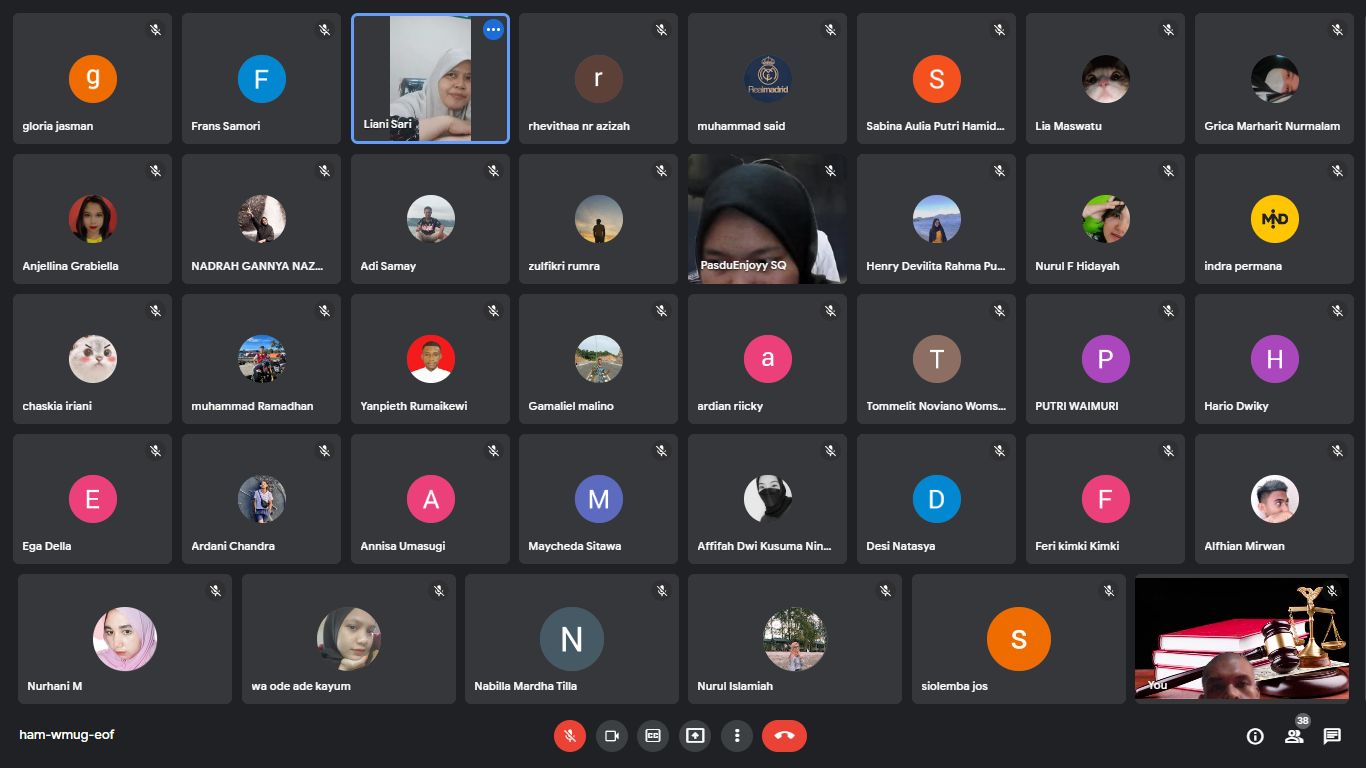 g
gloria jasman
F
Frans Samori
Liani Sari
r
rhevithaa nr azizah
Realmadrid
muhammad said
S
Sabina Aulia Putri Hamid...
Lia Maswatu
Grica Marharit Nurmalam
Anjellina Grabiella
NADRAH GANNYA NAZ...
Adi Samay
zulfikri rumra
PasduEnjoyy SQ
Henry Devilita Rahma Pu...
Nurul F Hidayah
MD
indra permana
chaskia iriani
muhammad Ramadhan
Yanpieth Rumaikewi
Gamaliel malino
a
ardian riicky
T
Tommelit Noviano Woms...
P
PUTRI WAIMURI
H
Hario Dwiky
E
Ega Della
Ardani Chandra
A
Annisa Umasugi
M
Maycheda Sitawa
Affifah Dwi Kusuma Nin...
D
Desi Natasya
F
Feri kimki Kimki
Alfhian Mirwan
Nurhani M
wa ode ade kayum
N
Nabilla Mardha Tilla
Nurul Islamiah
s
siolemba jos
You
ham-wmug-eof
CC
38